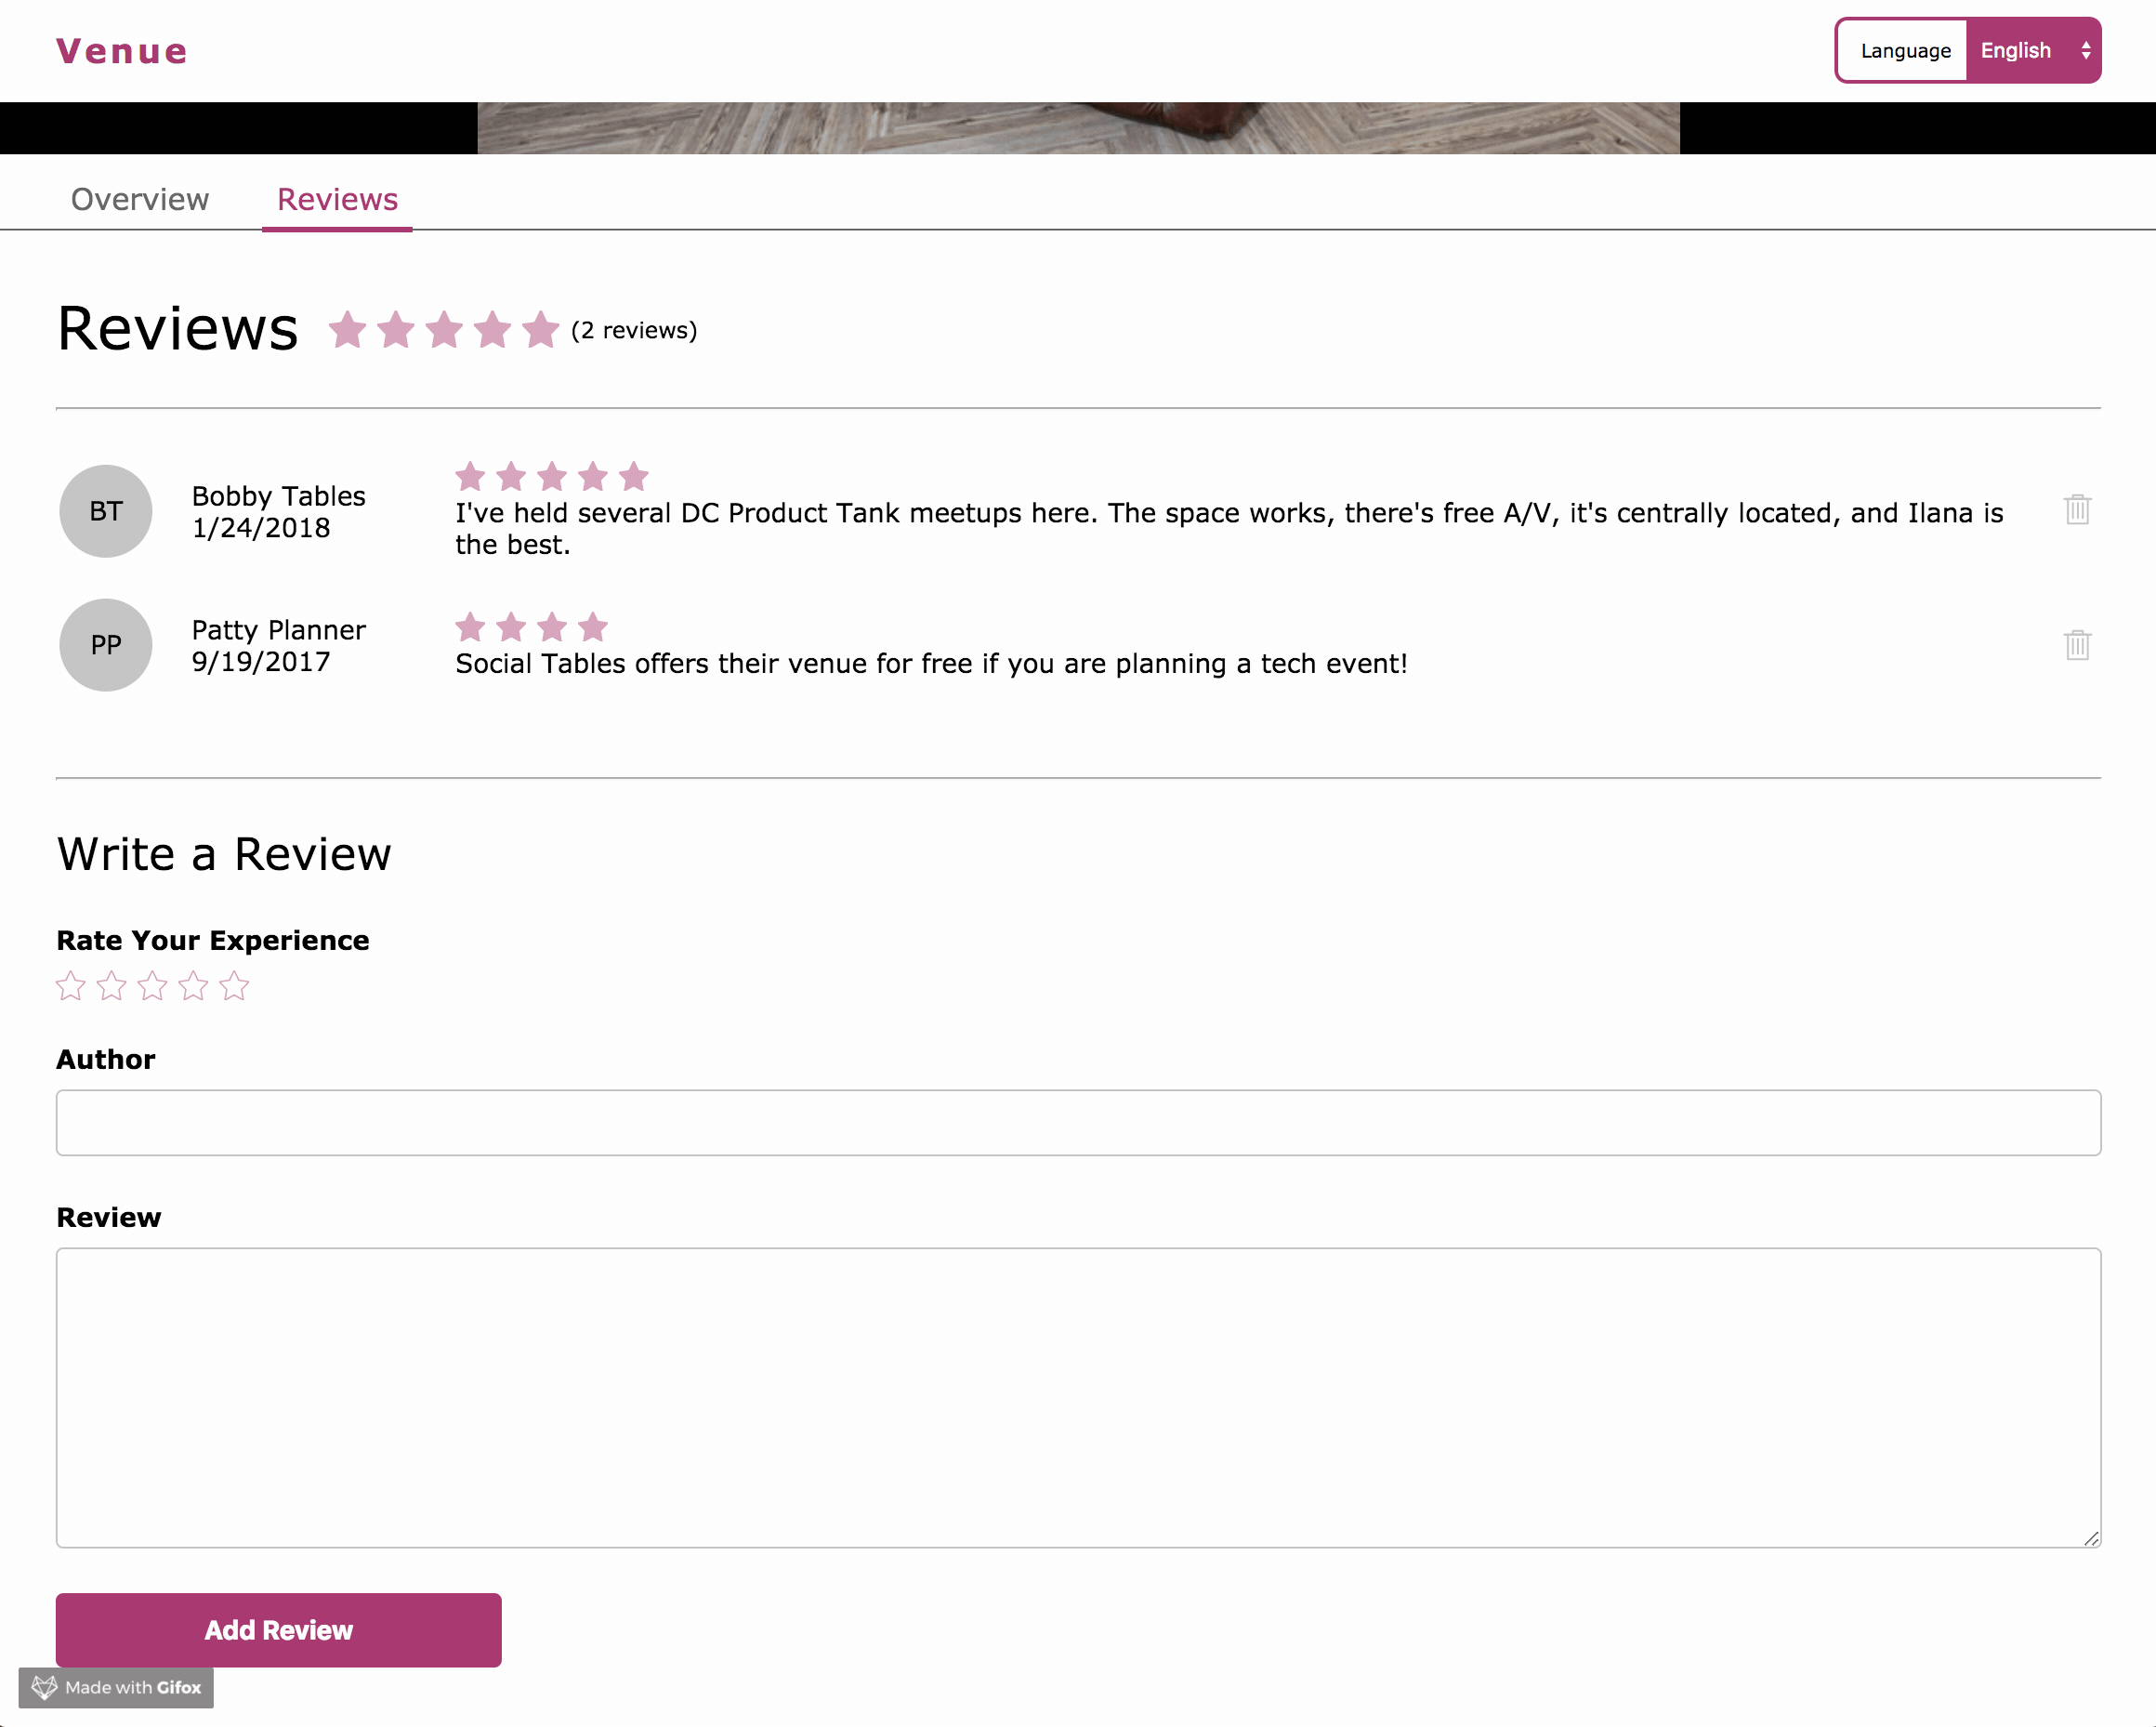 Venue
Language English
Overview Reviews
Reviews (2 reviews)
BT
Bobby Tables
1/24/2018
I've held several DC Product Tank meetups here. The space works, there's free A/V, it's centrally located, and Ilana is
the best.
PP
Patty Planner
9/19/2017
Social Tables offers their venue for free if you are planning a tech event!
Write a Review
Rate Your Experience
Author
Review
Add Review
Made with Gifox